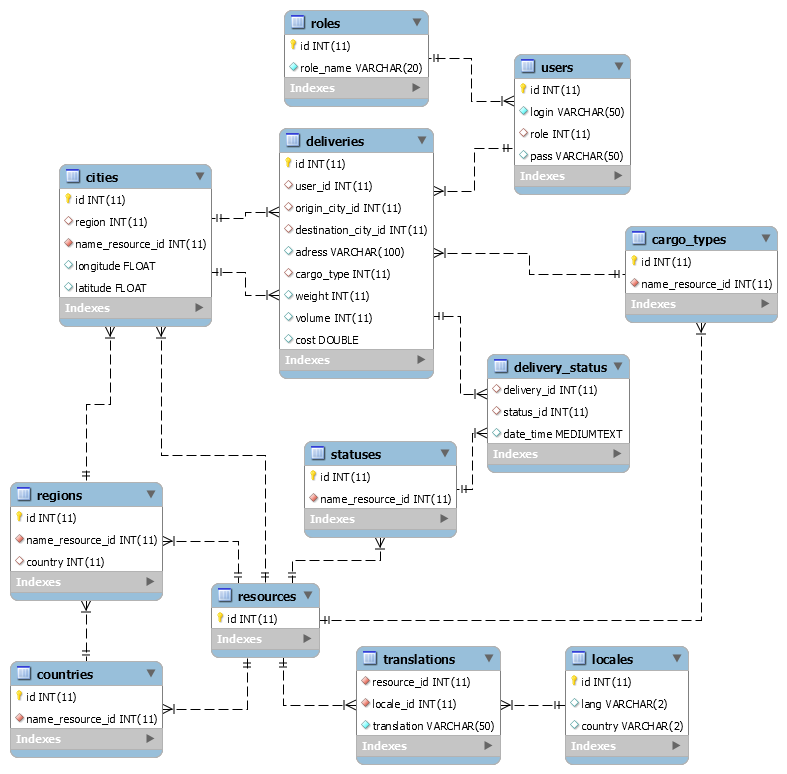 roles
id INT(11)
role_name VARCHAR(20)
Indexes
users
id INT(11)
login VARCHAR(50)
role INT(11)
pass VARCHAR(50)
Indexes
deliveries
id INT(11)
user_id INT(11)
origin_city_id INT(11)
destination_city_id INT(11)
adress VARCHAR(100)
cargo_type INT(11)
weight INT(11)
volume INT(11)
cost DOUBLE
Indexes
cities
id INT(11)
region INT(11)
name_resource_id INT(11)
longitude FLOAT
latitude FLOAT
Indexes
cargo_types
id INT(11)
name_resource_id INT(11)
Indexes
delivery_status
delivery_id INT(11)
status_id INT(11)
date_time MEDIUMTEXT
Indexes
statuses
id INT(11)
name_resource_id INT(11)
Indexes
regions
id INT(11)
name_resource_id INT(11)
country INT(11)
Indexes
resources
id INT(11)
Indexes
countries
id INT(11)
name_resource_id INT(11)
Indexes
translations
resource_id INT(11)
locale_id INT(11)
translation VARCHAR(50)
Indexes
locales
id INT(11)
lang VARCHAR(2)
country VARCHAR(2)
Indexes